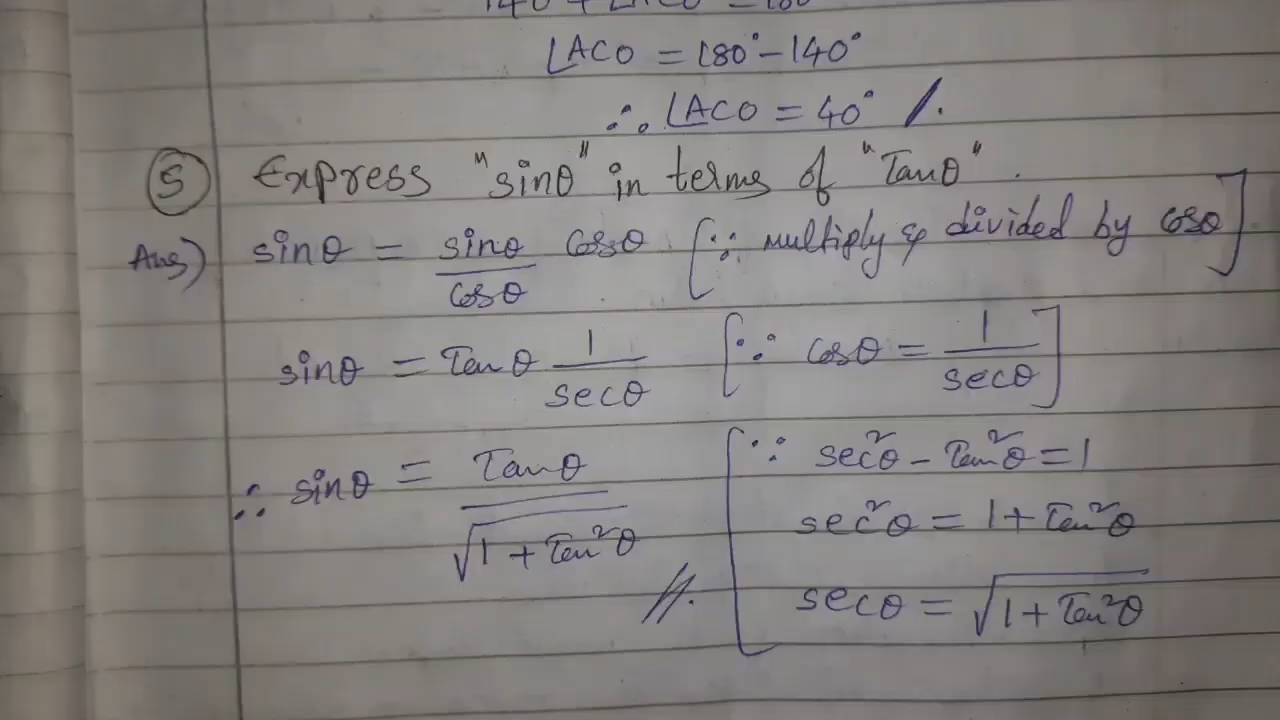 ∠ACO = 180° - 140°
∴ ∠ACO = 40° //.
(5) Express "sinθ" in terms of "Tanθ".
Ans) sinθ = sinθ/cosθ cosθ [∵ multiply & divided by cosθ]
sinθ = Tanθ 1/secθ [∵ cosθ = 1/secθ]
∴ sinθ = Tanθ/√(1 + Tan²θ) //. [∵ sec²θ - Tan²θ = 1
sec²θ = 1 + Tan²θ
secθ = √(1 + Tan²θ)